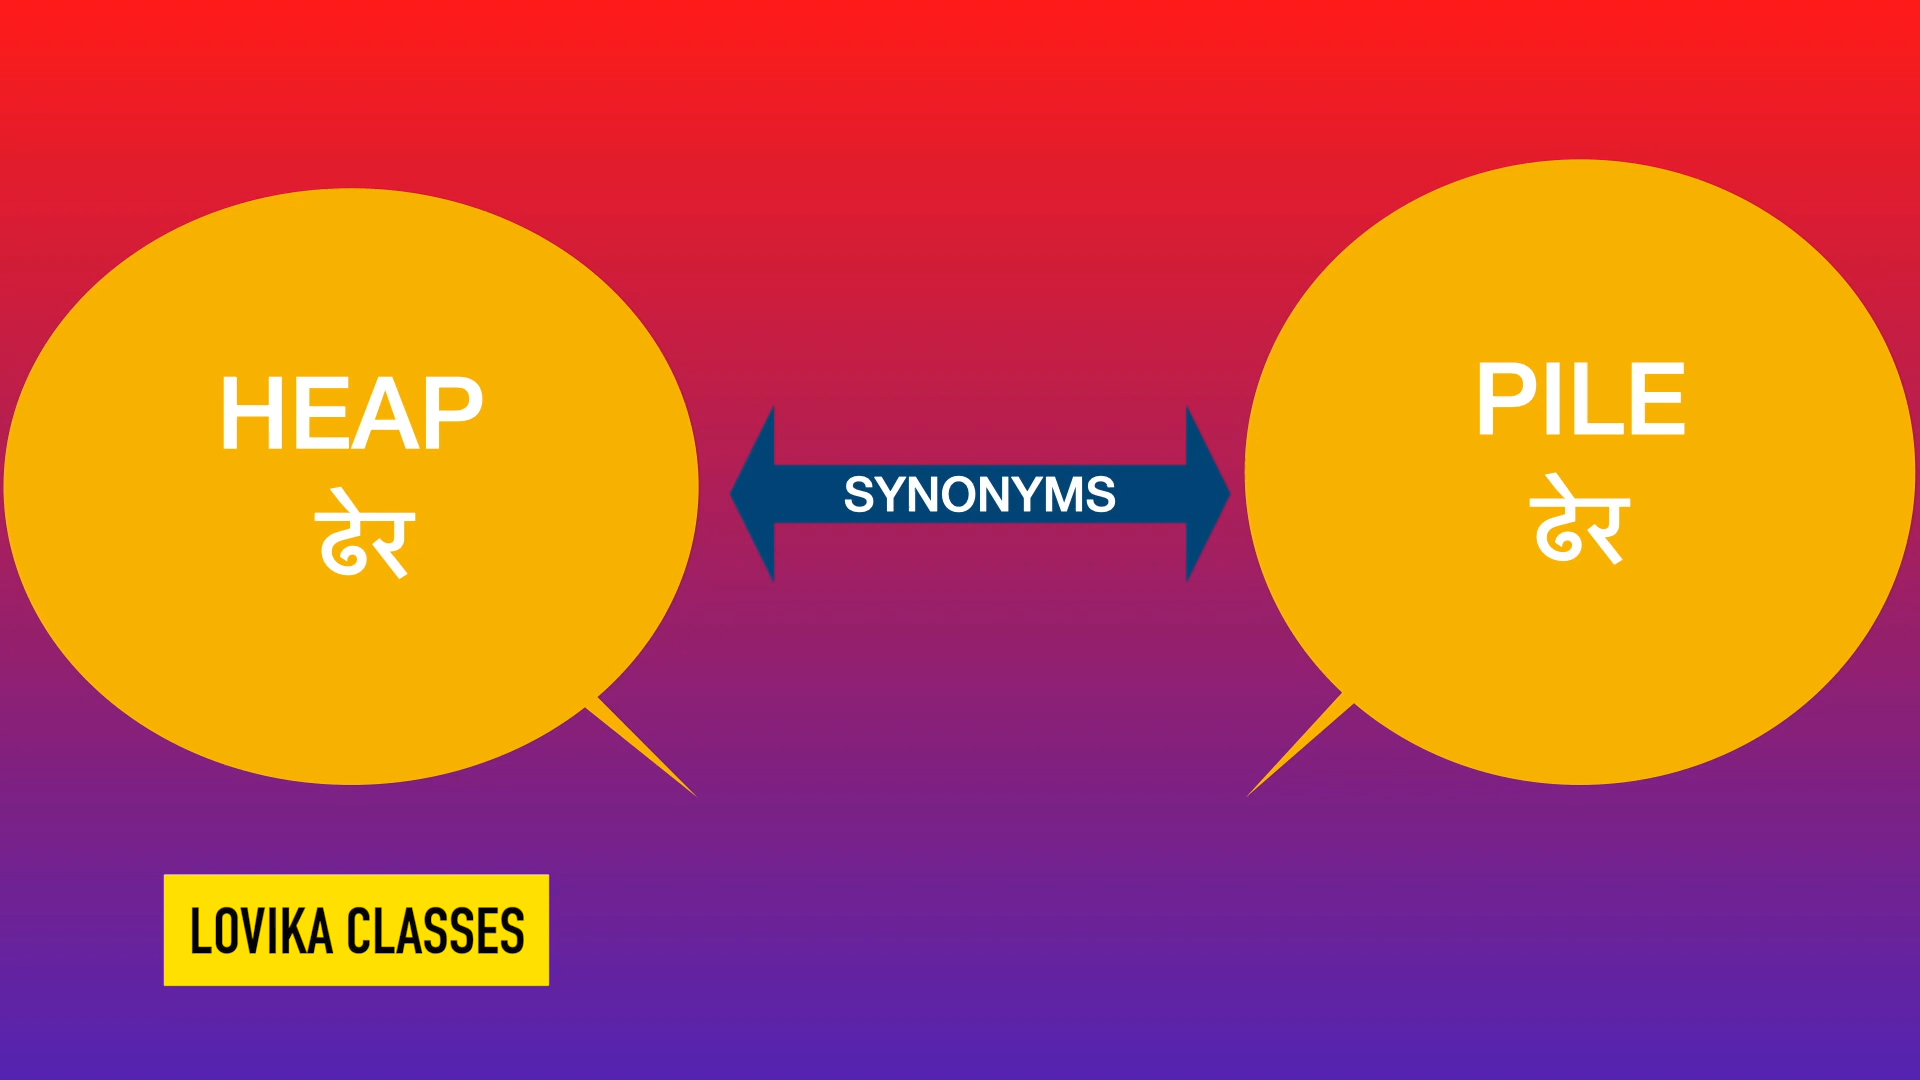 HEAP
ढेर
SYNONYMS
PILE
ढेर
LOVIKA CLASSES